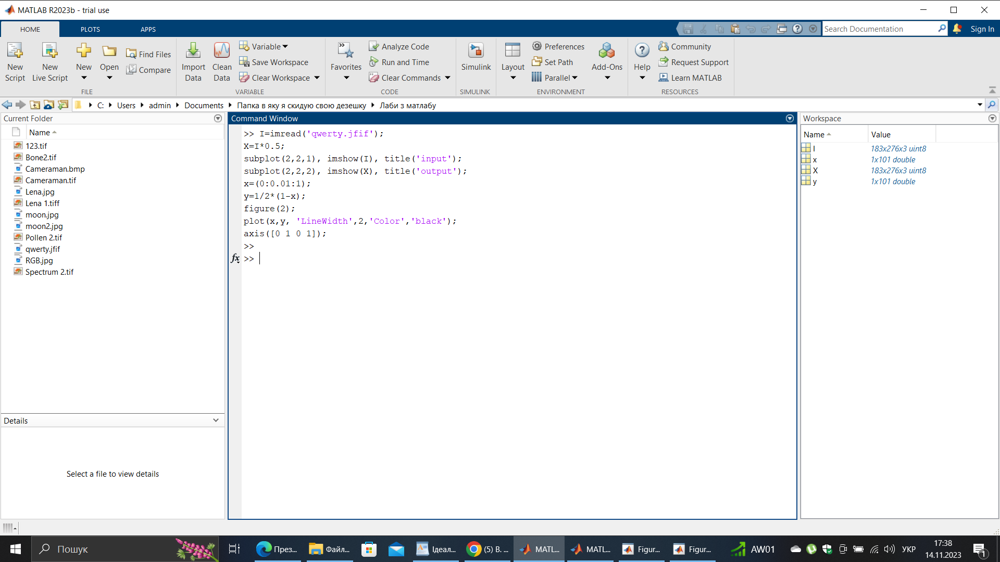 MATLAB R2023b - trial use
HOME PLOTS APPS
Search Documentation
Sign In
New Script
New Live Script
New
Open
Find Files
Compare
FILE
Import Data
Clean Data
Variable
Save Workspace
Clear Workspace
VARIABLE
Favorites
Analyze Code
Run and Time
Clear Commands
CODE
Simulink
SIMULINK
Layout
Preferences
Set Path
Parallel
Add-Ons
ENVIRONMENT
Help
Community
Request Support
Learn MATLAB
RESOURCES
C: Users admin Documents Папка в яку я скидую свою дезешку Лаби з матлабу
Current Folder
Name
123.tif
Bone2.tif
Cameraman.bmp
Cameraman.tif
Lena.jpg
Lena 1.tiff
moon.jpg
moon2.jpg
Pollen 2.tif
qwerty.jfif
RGB.jpg
Spectrum 2.tif
Details
Select a file to view details
Command Window
>> I=imread('qwerty.jfif');
X=I*0.5;
subplot(2,2,1), imshow(I), title('input');
subplot(2,2,2), imshow(X), title('output');
x=(0:0.01:1);
y=1/2*(1-x);
figure(2);
plot(x,y, 'LineWidth',2,'Color','black');
axis([0 1 0 1]);
>>
fx >>
Workspace
Name Value
I 183x276x3 uint8
x 1x101 double
X 183x276x3 uint8
y 1x101 double
Пошук
През...
Файл...
Ідеал...
(5) В. ...
MATL...
MATL...
Figur...
Figur...
AW01
УКР
17:38
14.11.2023
1